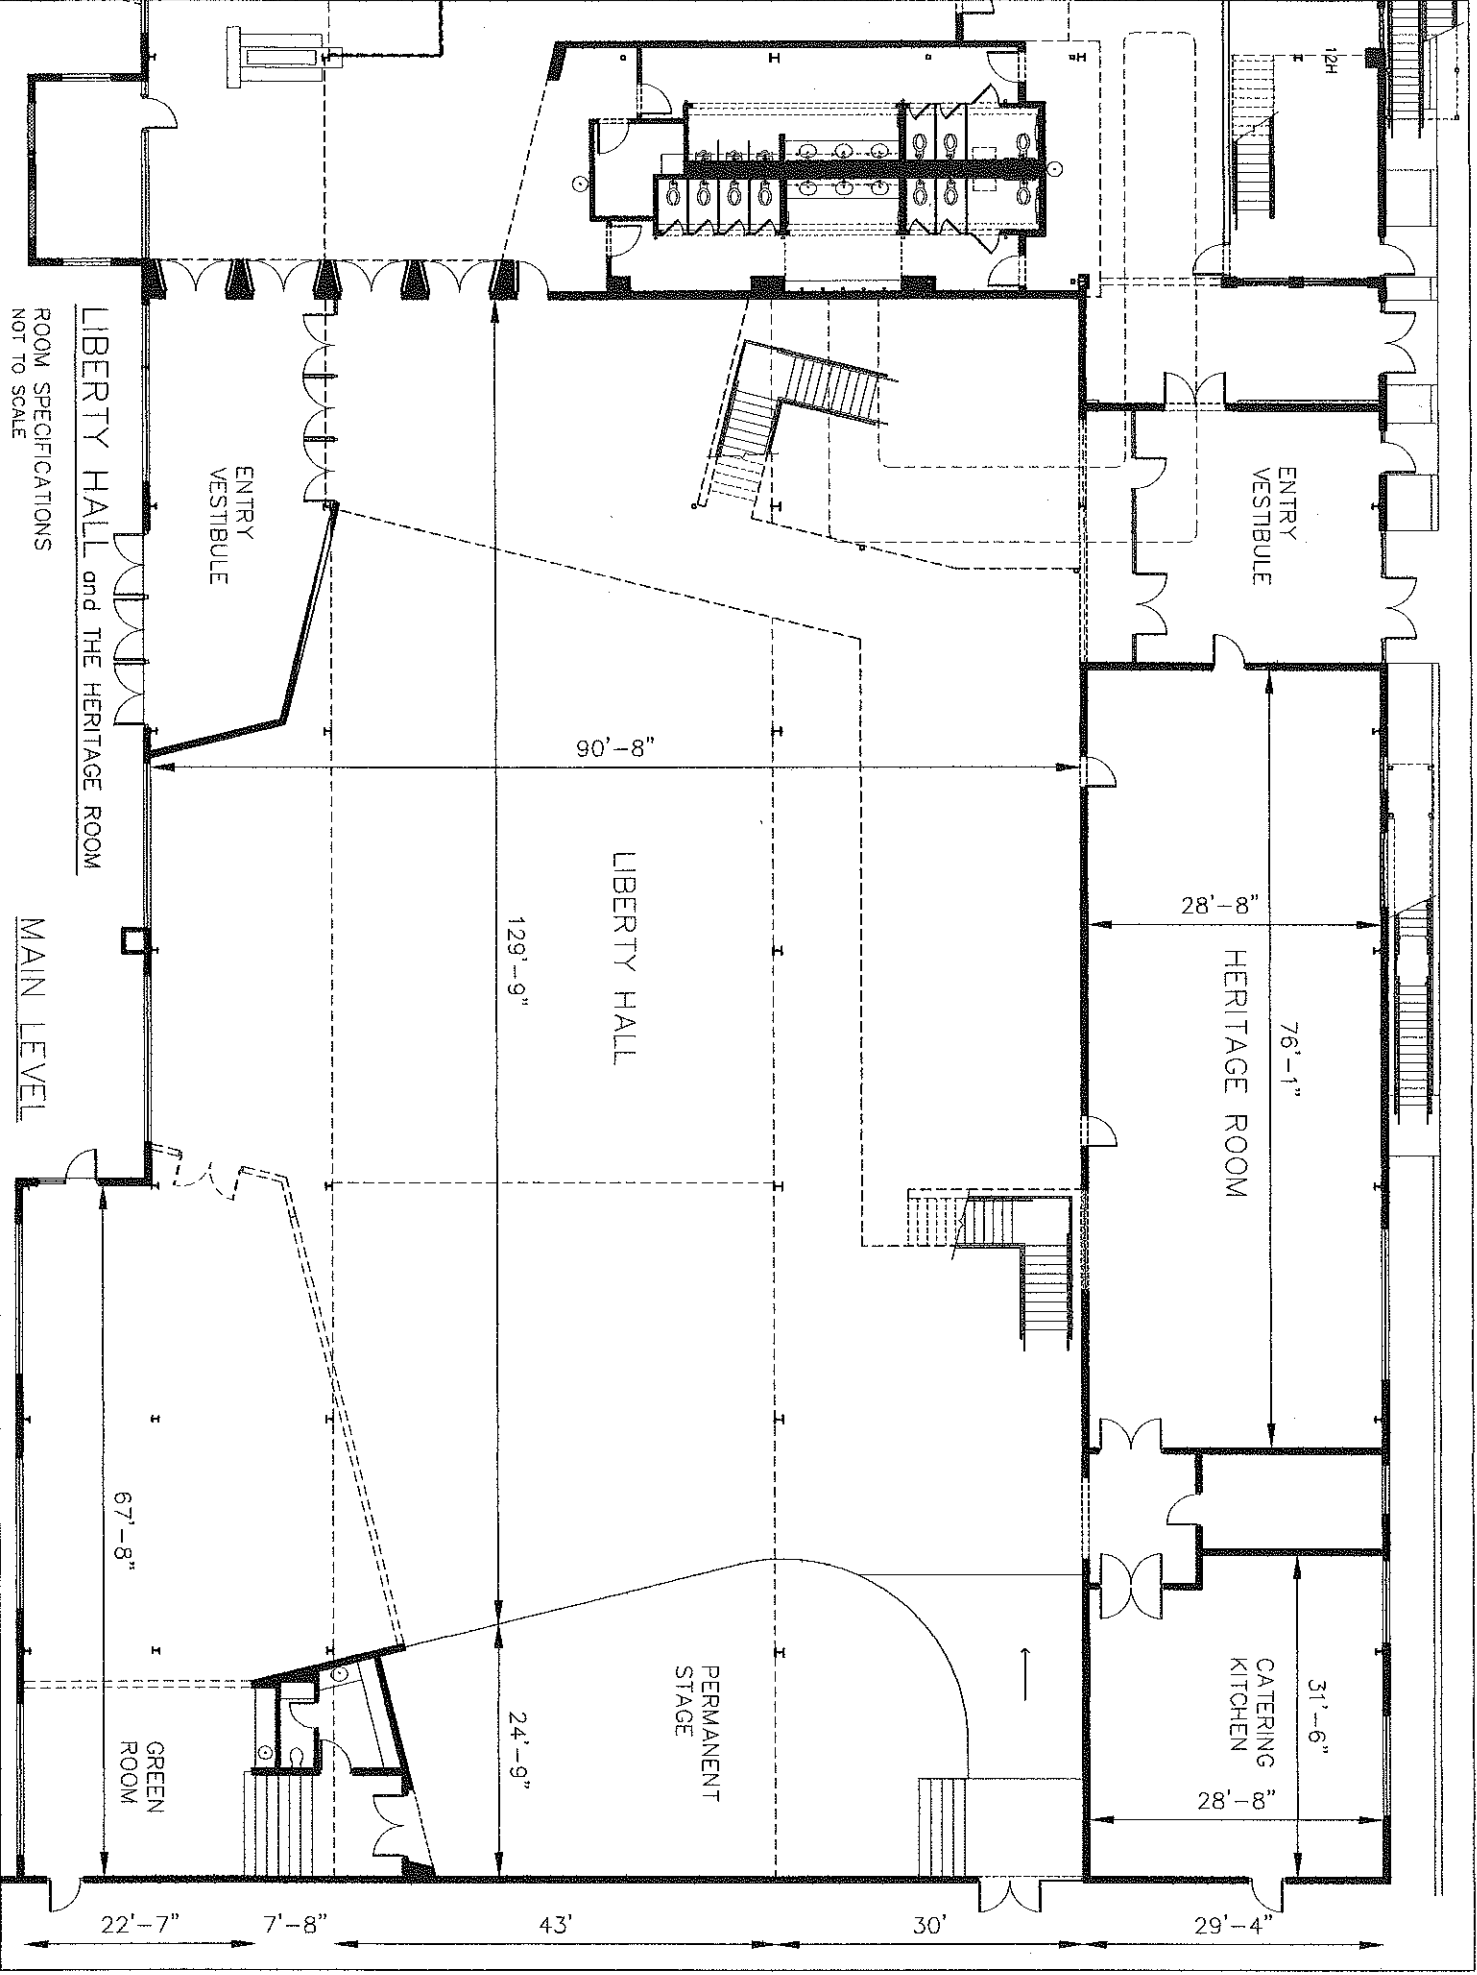 LIBERTY HALL and THE HERITAGE ROOM
ROOM SPECIFICATIONS
NOT TO SCALE
MAIN LEVEL
12H
ENTRY
VESTIBULE
ENTRY
VESTIBULE
90'-8"
28'-8"
HERITAGE ROOM
76'-1"
LIBERTY HALL
129'-9"
67'-8"
24'-9"
PERMANENT
STAGE
GREEN
ROOM
CATERING
KITCHEN
31'-6"
28'-8"
22'-7"
7'-8"
43'
30'
29'-4"